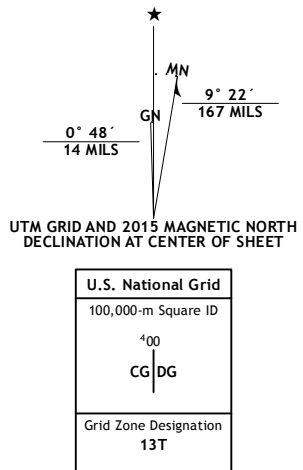 MN
GN
9° 22´
167 MILS
0° 48´
14 MILS
UTM GRID AND 2015 MAGNETIC NORTH
DECLINATION AT CENTER OF SHEET
U.S. National Grid
100,000-m Square ID
⁴00
CG DG
Grid Zone Designation
13T